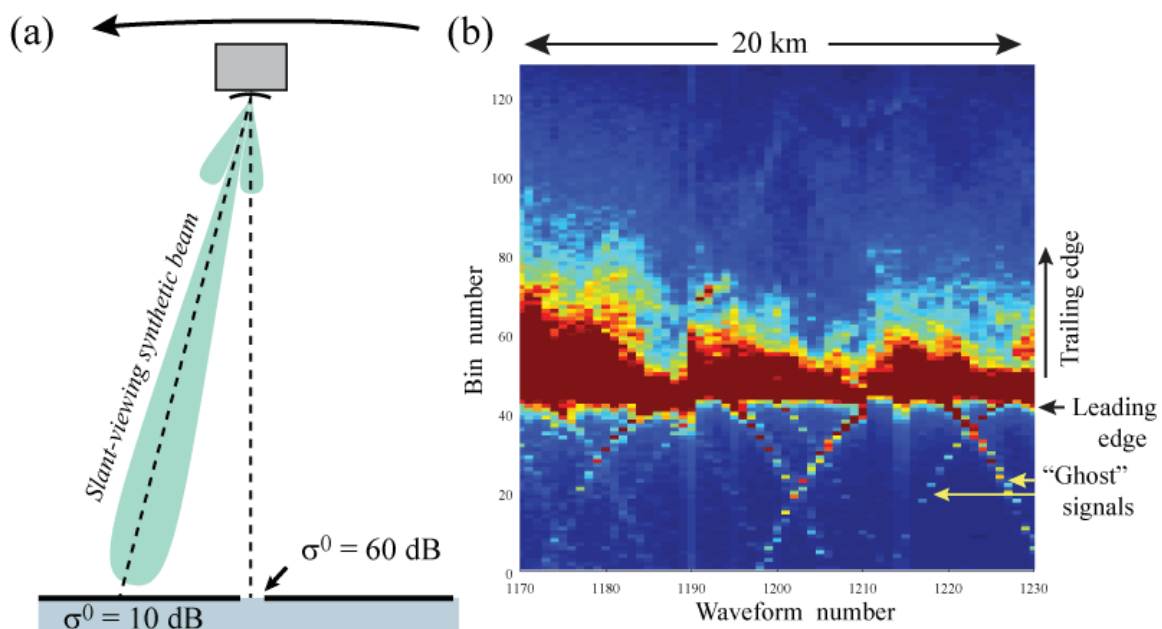 (a)
Slant-viewing synthetic beam
σ⁰ = 60 dB
σ⁰ = 10 dB
(b)
20 km
Bin number
120
100
80
60
40
20
0
1170
1180
1190
1200
1210
1220
1230
Waveform number
Trailing edge
Leading
edge
“Ghost”
signals